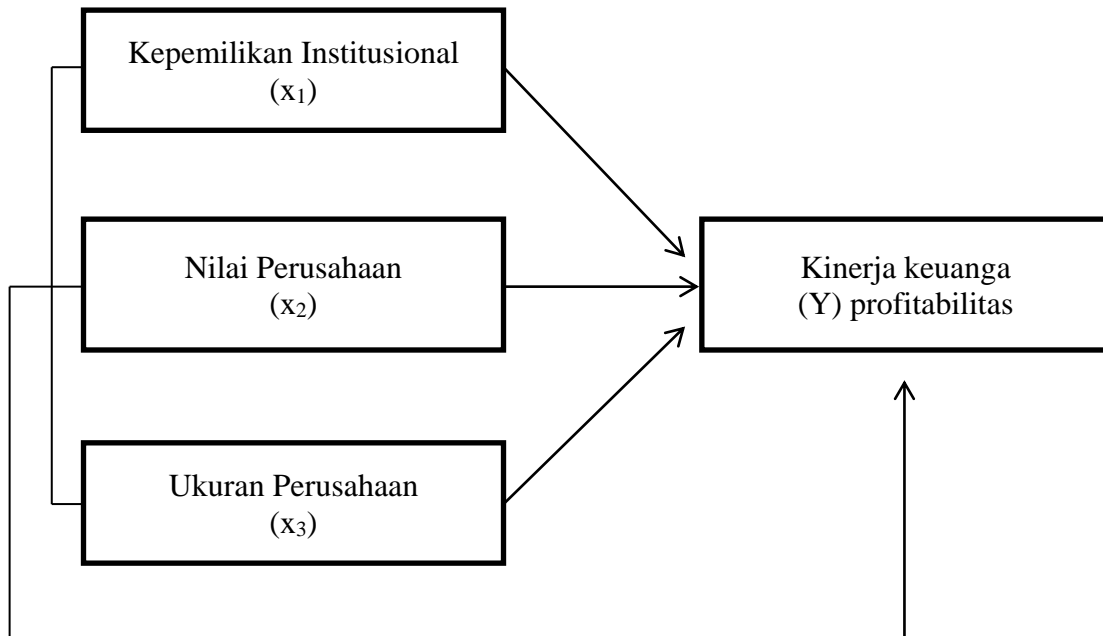 Kepemilikan Institusional
(x₁)
Nilai Perusahaan
(x₂)
Ukuran Perusahaan
(x₃)
Kinerja keuanga
(Y) profitabilitas